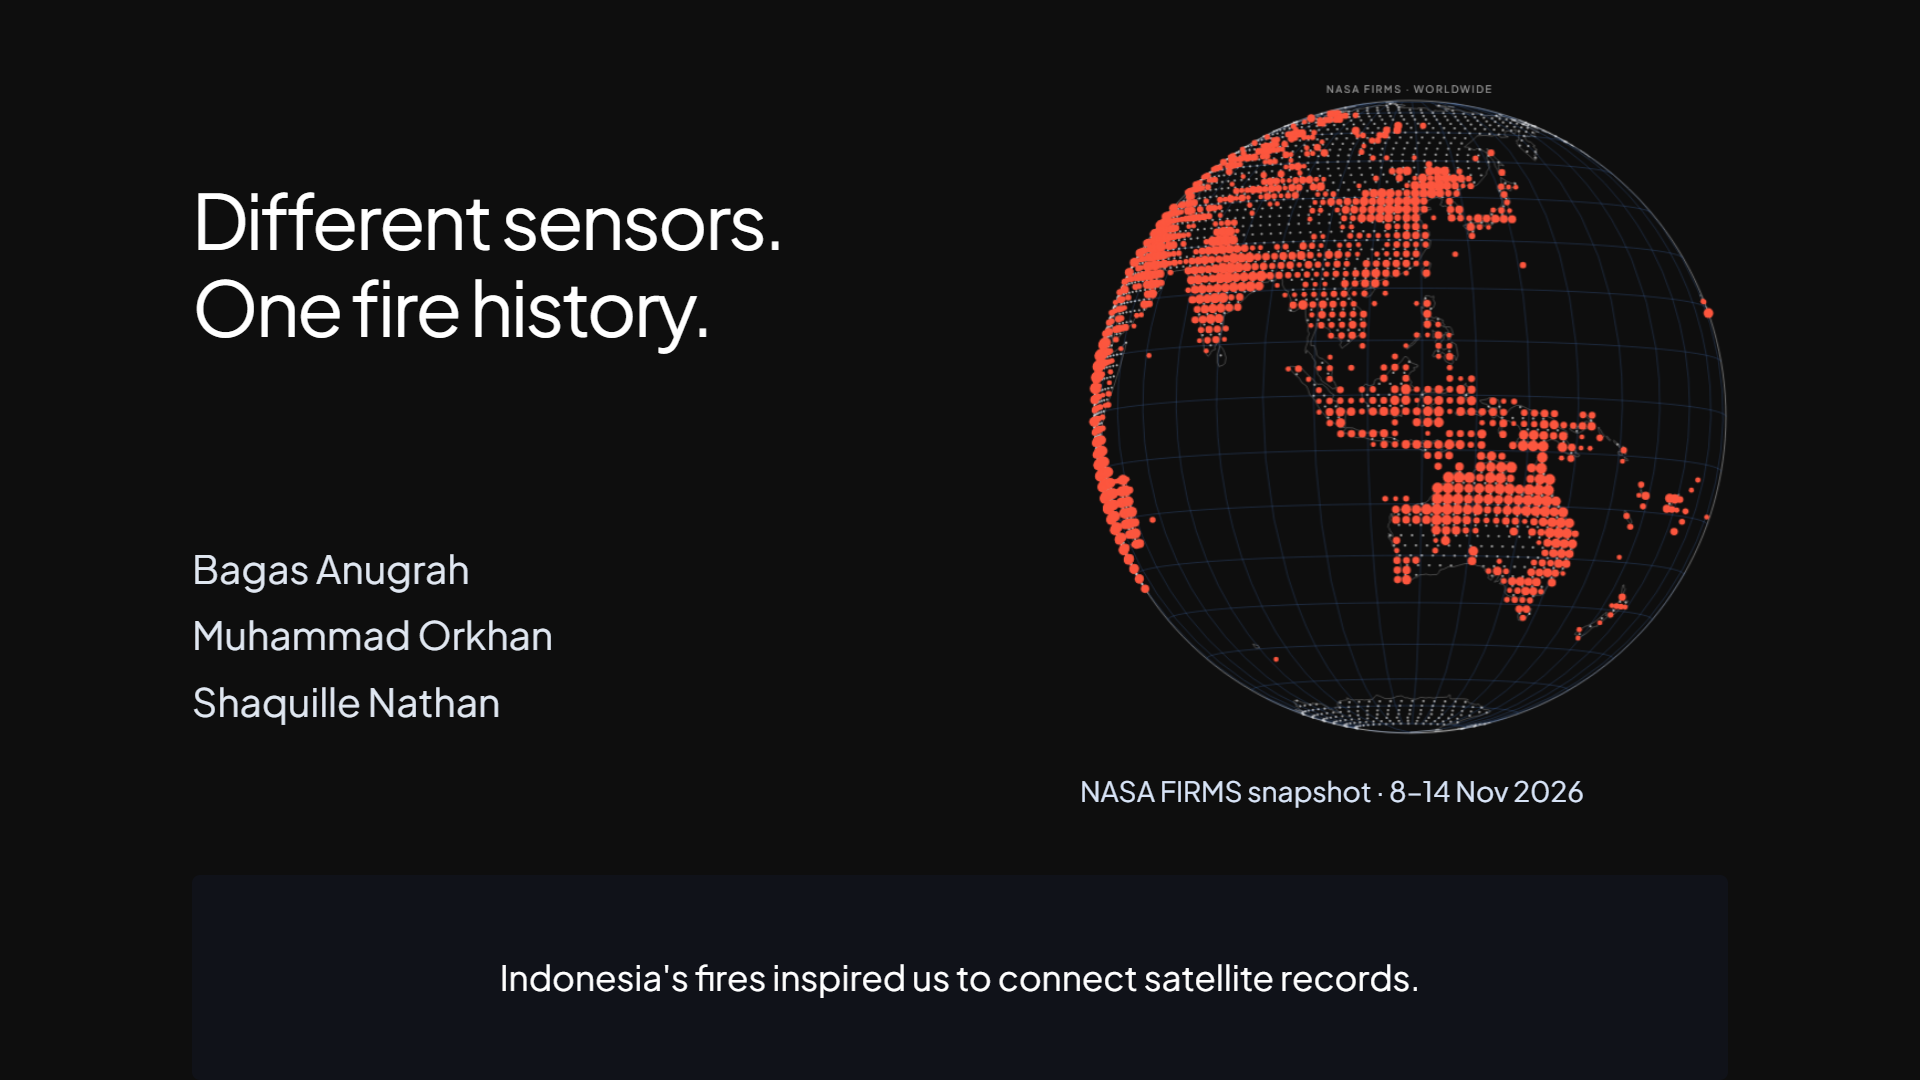 Different sensors.
One fire history.
Bagas Anugrah
Muhammad Orkhan
Shaquille Nathan
NASA FIRMS · WORLDWIDE
NASA FIRMS snapshot · 8–14 Nov 2026
Indonesia's fires inspired us to connect satellite records.